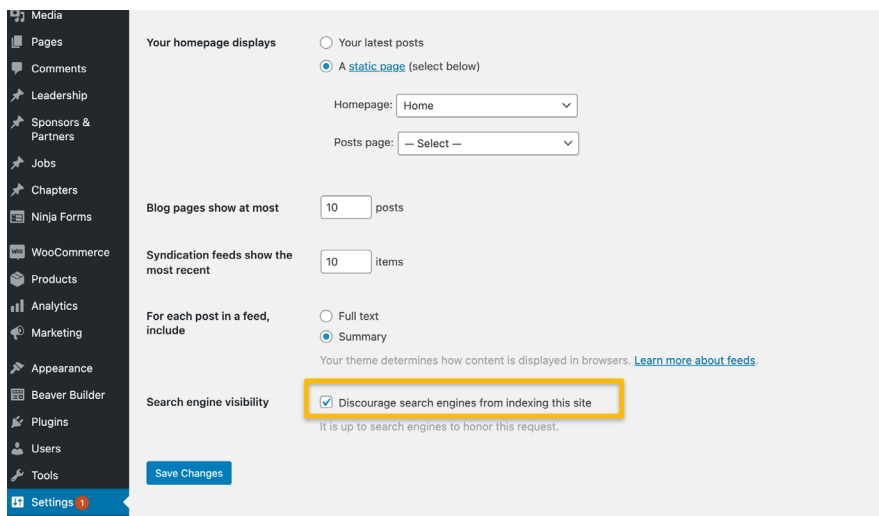 Media
Pages
Comments
Leadership
Sponsors &
Partners
Jobs
Chapters
Ninja Forms
Woo WooCommerce
Products
Analytics
Marketing
Appearance
Beaver Builder
Plugins
Users
Tools
Settings 1
Your homepage displays
Your latest posts
A static page (select below)
Homepage: Home
Posts page: — Select —
Blog pages show at most 10 posts
Syndication feeds show the
most recent
10 items
For each post in a feed,
include
Full text
Summary
Your theme determines how content is displayed in browsers. Learn more about feeds.
Search engine visibility
Discourage search engines from indexing this site
It is up to search engines to honor this request.
Save Changes